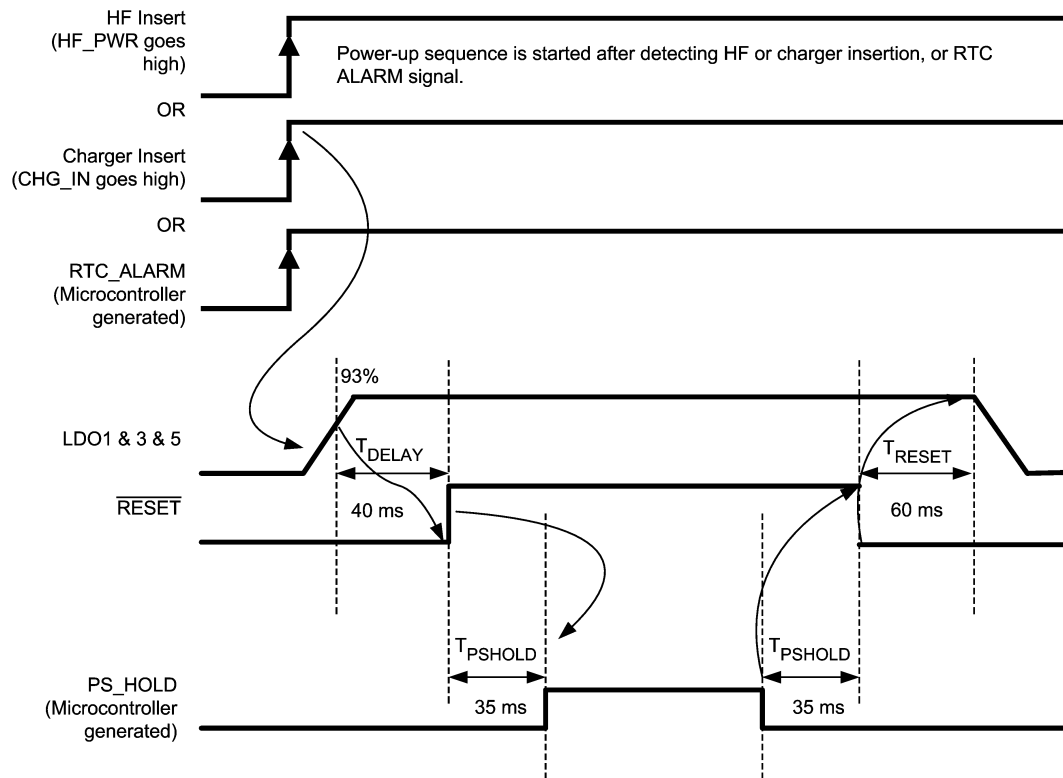 HF Insert
(HF_PWR goes
high)
Power-up sequence is started after detecting HF or charger insertion, or RTC
ALARM signal.
OR
Charger Insert
(CHG_IN goes high)
OR
RTC_ALARM
(Microcontroller
generated)
93%
LDO1 & 3 & 5
TDELAY
TRESET
RESET
40 ms
60 ms
TPSHOLD
TPSHOLD
PS_HOLD
(Microcontroller
generated)
35 ms
35 ms